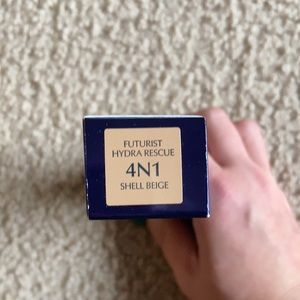 FUTURIST
HYDRA RESCUE
4N1
SHELL BEIGE